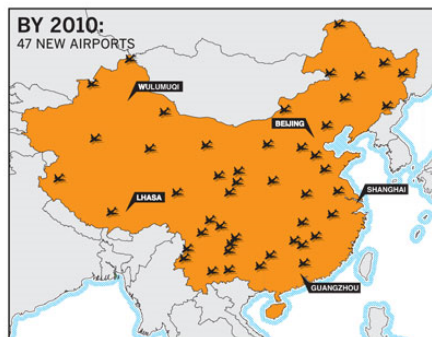 BY 2010:
47 NEW AIRPORTS
WULUMUQI
BEIJING
SHANGHAI
LHASA
GUANGZHOU